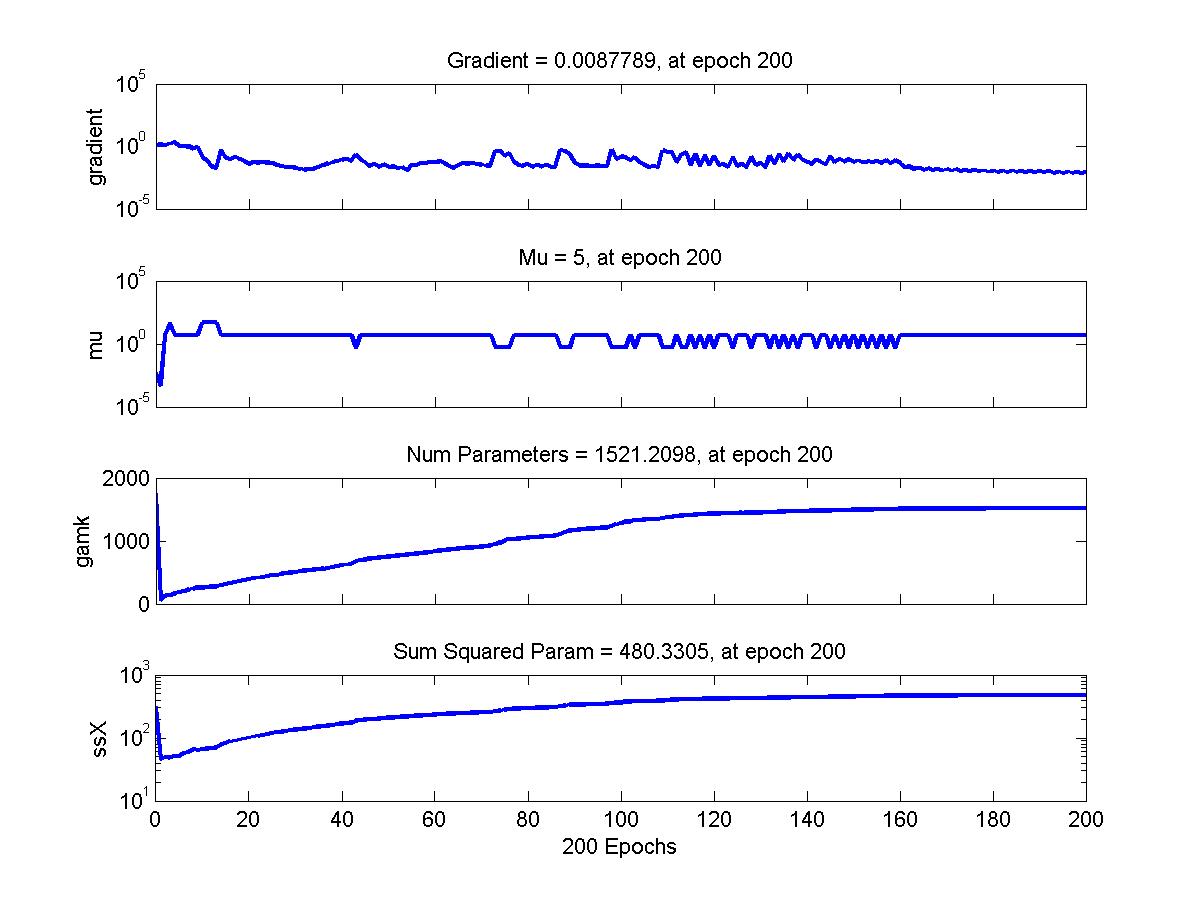 Gradient = 0.0087789, at epoch 200
10^5
10^0
10^-5
gradient
Mu = 5, at epoch 200
10^5
10^0
10^-5
mu
Num Parameters = 1521.2098, at epoch 200
2000
1000
0
gamk
Sum Squared Param = 480.3305, at epoch 200
10^3
10^2
10^1
ssX
0 20 40 60 80 100 120 140 160 180 200
200 Epochs